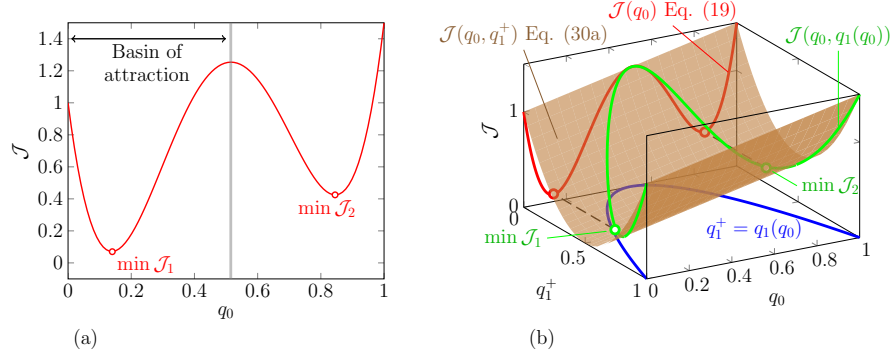 1.4
1.2
1
0.8
0.6
0.4
0.2
0
𝒥
Basin of
attraction
min 𝒥₁
min 𝒥₂
0 0.2 0.4 0.6 0.8 1
q₀
(a)
𝒥(q₀) Eq. (19)
𝒥(q₀, q₁⁺) Eq. (30a)
𝒥(q₀, q₁(q₀))
1
0
𝒥
min 𝒥₂
min 𝒥₁
q₁⁺ = q₁(q₀)
0
0.5
1
q₁⁺
0 0.2 0.4 0.6 0.8 1
q₀
(b)